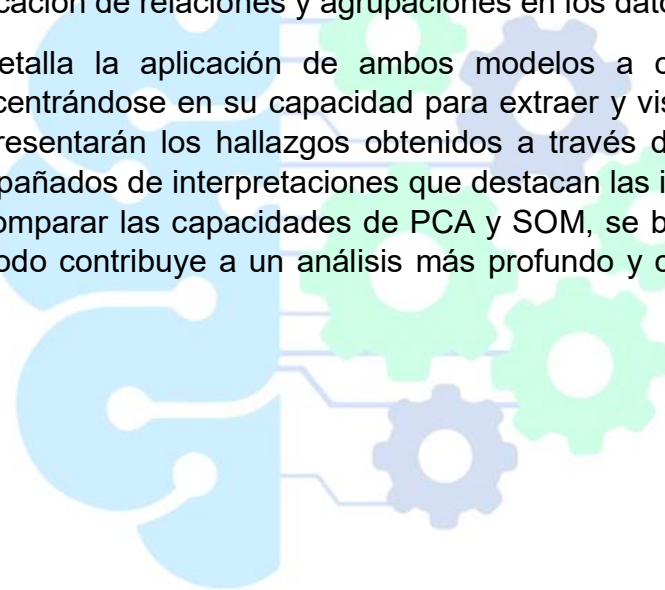 cación de relaciones y agrupaciones en los dato
etalla la aplicación de ambos modelos a c
centrándose en su capacidad para extraer y vis
resentarán los hallazgos obtenidos a través d
pañados de interpretaciones que destacan las i
omparar las capacidades de PCA y SOM, se b
odo contribuye a un análisis más profundo y c